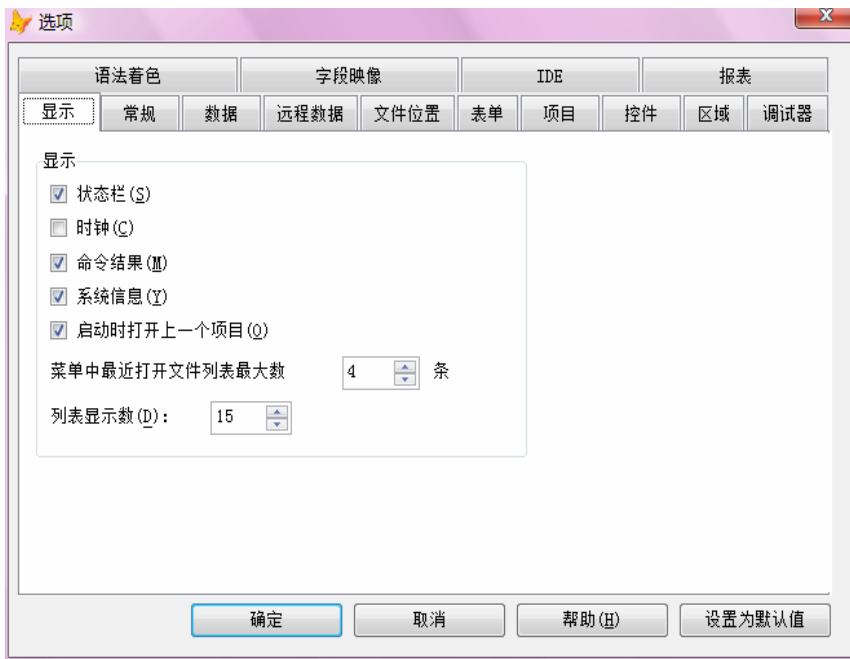 选项
语法着色 字段映像 IDE 报表
显示 常规 数据 远程数据 文件位置 表单 项目 控件 区域 调试器
显示
状态栏(S)
时钟(C)
命令结果(M)
系统信息(Y)
启动时打开上一个项目(O)
菜单中最近打开文件列表最大数 4 条
列表显示数(D): 15
确定 取消 帮助(H) 设置为默认值